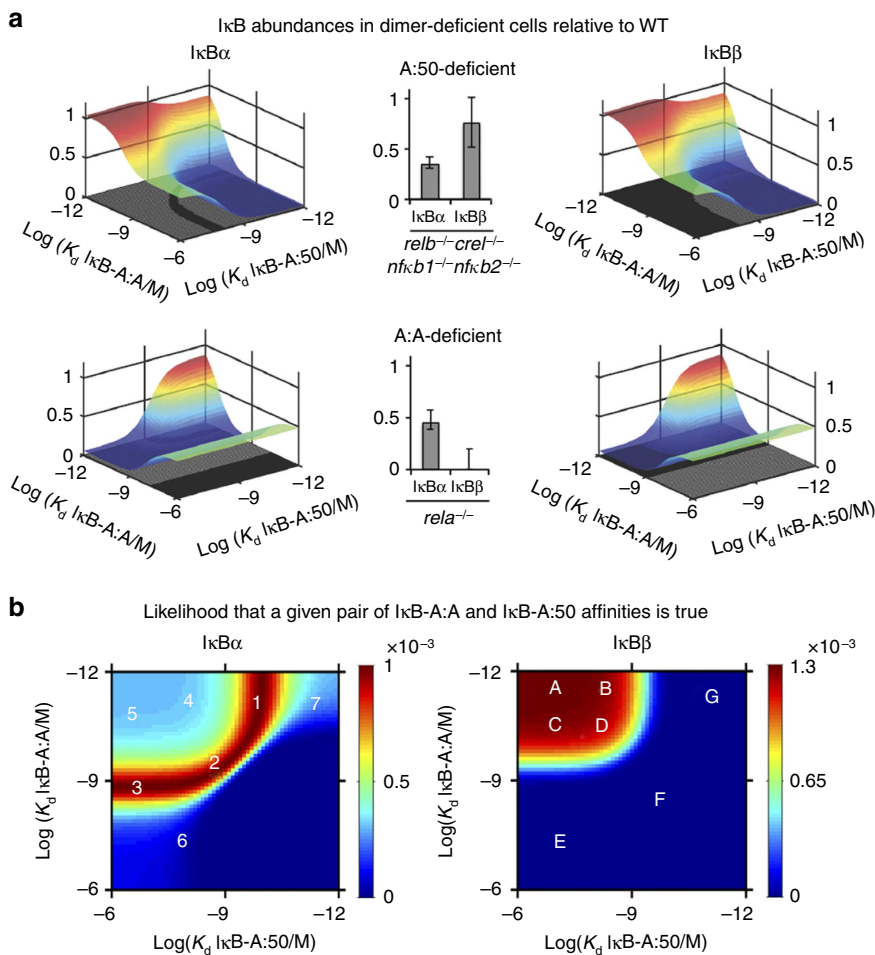 a
IκB abundances in dimer-deficient cells relative to WT
IκBα
A:50-deficient
IκBβ
1
0.5
0
–12
–9
–6
Log (Kd IκB-A:A/M)
–12
–9
Log (Kd IκB-A:50/M)
1
0.5
0
IκBα IκBβ
relb–/–crel–/–
nfκb1–/–nfκb2–/–
1
0.5
0
–12
–9
–6
Log (Kd IκB-A:A/M)
–12
–9
Log (Kd IκB-A:50/M)
A:A-deficient
1
0.5
0
–12
–9
–6
Log (Kd IκB-A:A/M)
–12
–9
Log (Kd IκB-A:50/M)
1
0.5
0
IκBα IκBβ
rela–/–
1
0.5
0
–12
–9
–6
Log (Kd IκB-A:A/M)
–12
–9
Log (Kd IκB-A:50/M)
b
Likelihood that a given pair of IκB-A:A and IκB-A:50 affinities is true
IκBα
×10–3
–12
–9
–6
Log (Kd IκB-A:A/M)
5 4 1 7
2
3
6
–6 –9 –12
Log(Kd IκB-A:50/M)
1
0.5
0
IκBβ
×10–3
–12
–9
–6
Log(Kd IκB-A:A/M)
A B G
C D
F
E
–6 –9 –12
Log(Kd IκB-A:50/M)
1.3
0.65
0